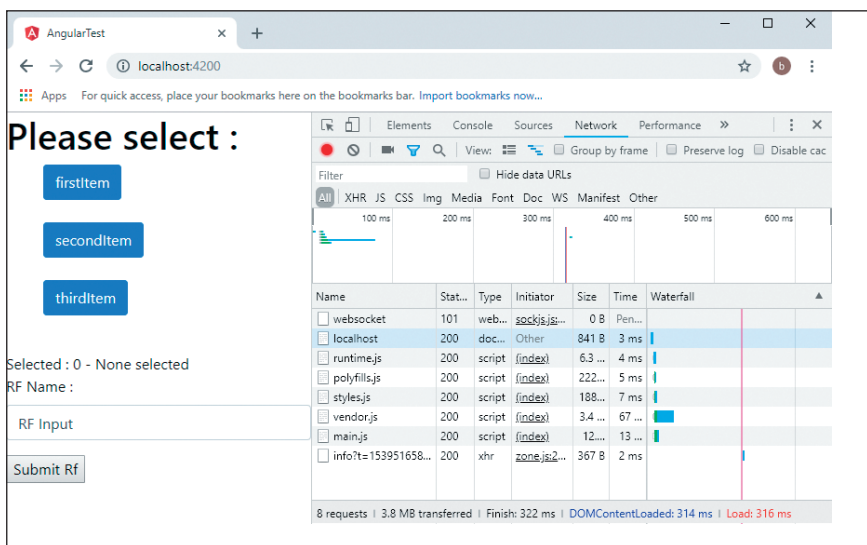 AngularTest
localhost:4200
b
Apps For quick access, place your bookmarks here on the bookmarks bar. Import bookmarks now...
Please select :
firstItem
secondItem
thirdItem
Selected : 0 - None selected
RF Name :
RF Input
Submit Rf
Elements Console Sources Network Performance »
View: Group by frame Preserve log Disable cac
Filter Hide data URLs
All XHR JS CSS Img Media Font Doc WS Manifest Other
100 ms 200 ms 300 ms 400 ms 500 ms 600 ms
Name Stat... Type Initiator Size Time Waterfall
websocket 101 web... sockjs.js:... 0 B Pen...
localhost 200 doc... Other 841 B 3 ms
runtime.js 200 script (index) 6.3 ... 4 ms
polyfills.js 200 script (index) 222... 5 ms
styles.js 200 script (index) 188... 7 ms
vendor.js 200 script (index) 3.4 ... 67 ...
main.js 200 script (index) 12.... 13 ...
info?t=153951658... 200 xhr zone.js:2... 367 B 2 ms
8 requests | 3.8 MB transferred | Finish: 322 ms | DOMContentLoaded: 314 ms | Load: 316 ms